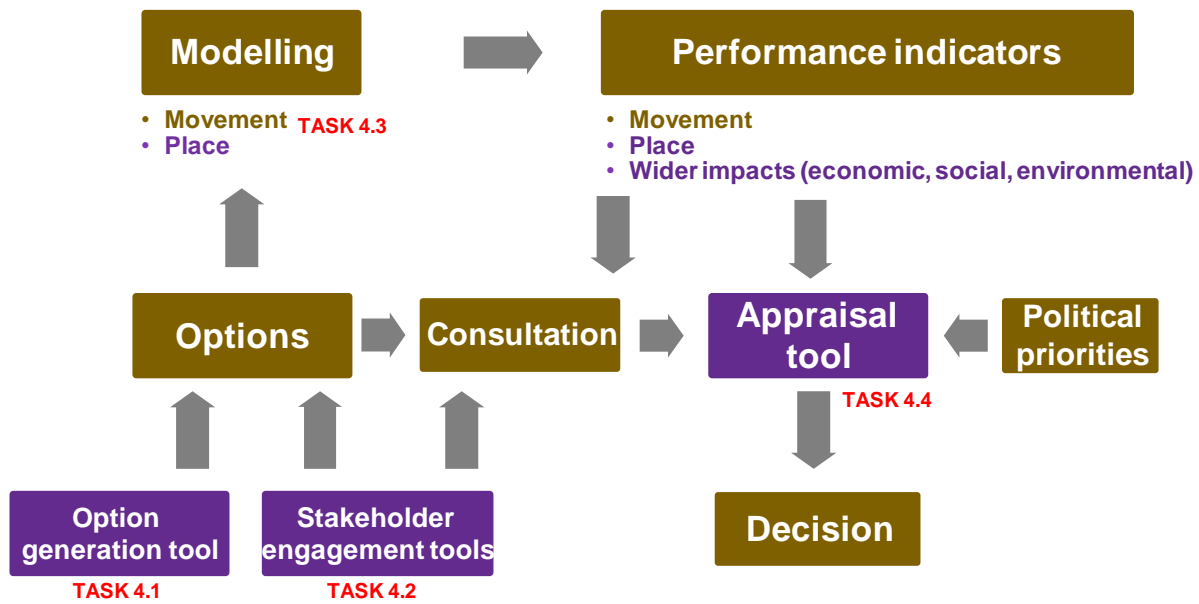 Modelling
Performance indicators
• Movement TASK 4.3
• Place
• Movement
• Place
• Wider impacts (economic, social, environmental)
Options
Consultation
Appraisal
tool
Political
priorities
TASK 4.4
Option
generation tool
Stakeholder
engagement tools
Decision
TASK 4.1
TASK 4.2